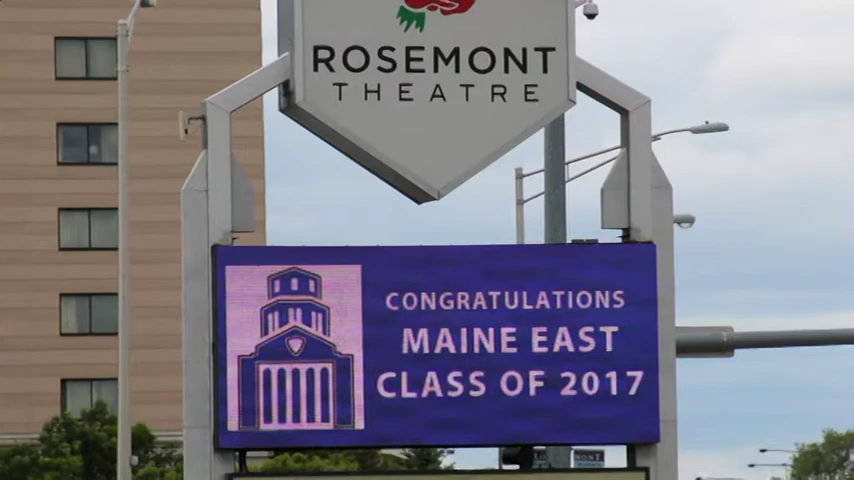 ROSEMONT
THEATRE
CONGRATULATIONS
MAINE EAST
CLASS OF 2017